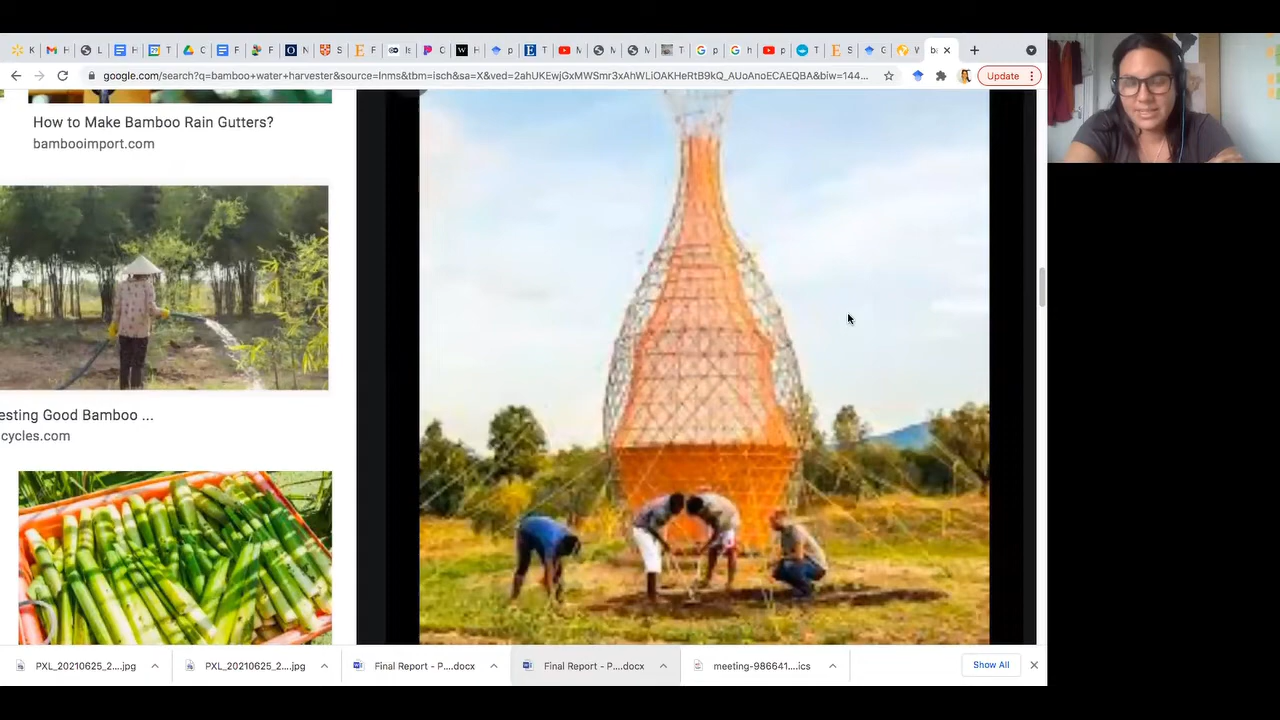 K
H
L
H
T
C
F
F
N
S
F
Is
C
H
p
T
M
M
M
T
p
h
p
T
S
G
W
b
google.com/search?q=bamboo+water+harvester&source=lnms&tbm=isch&sa=X&ved=2ahUKEwjGxMWSmr3xAhWLiOAKHeRtB9kQ_AUoAnoECAEQBA&biw=144...
Update
How to Make Bamboo Rain Gutters?
bambooimport.com
esting Good Bamboo ...
cycles.com
PXL_20210625_2....jpg
PXL_20210625_2....jpg
Final Report - P....docx
Final Report - P....docx
meeting-986641....ics
Show All